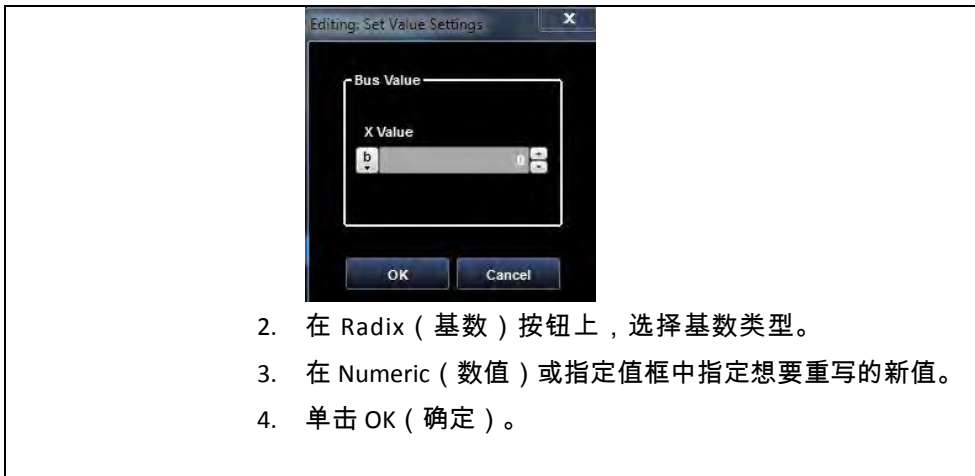 Editing: Set Value Settings
X
Bus Value
X Value
b
0
+
-
OK
Cancel
2. 在 Radix（基数）按钮上，选择基数类型。
3. 在 Numeric（数值）或指定值框中指定想要重写的新值。
4. 单击 OK（确定）。